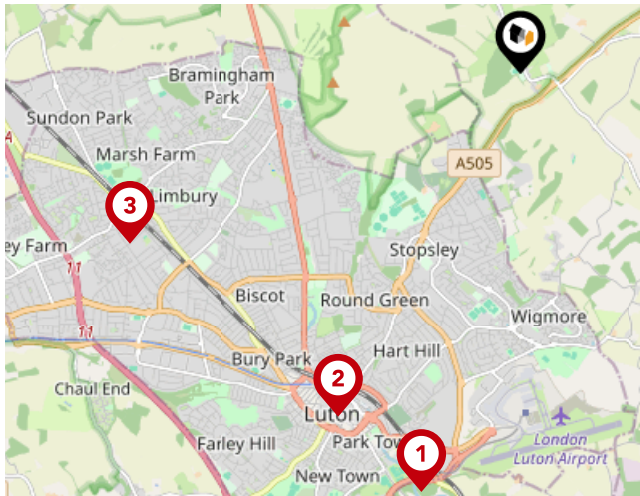 Bramingham
Park
Sundon Park
Marsh Farm
A
A505
3
Limbury
ey Farm
Stopsley
11
Biscot
Round Green
Wigmore
11
Bury Park
Hart Hill
Chaul End
2
Luton
Farley Hill
Park Tow
1
London
Luton Airport
New Town